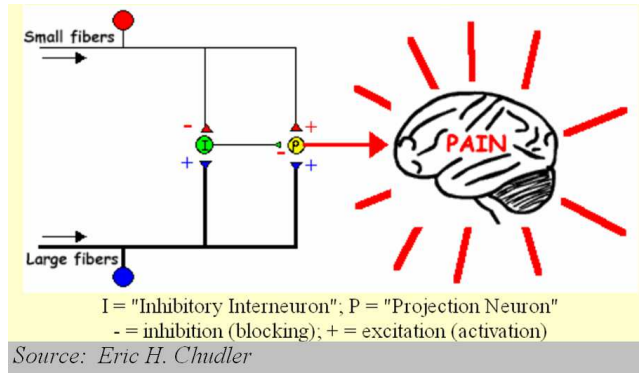 Small fibers
- +
I - P PAIN
+ +
Large fibers
I = "Inhibitory Interneuron"; P = "Projection Neuron"
- = inhibition (blocking); + = excitation (activation)
Source: Eric H. Chudler